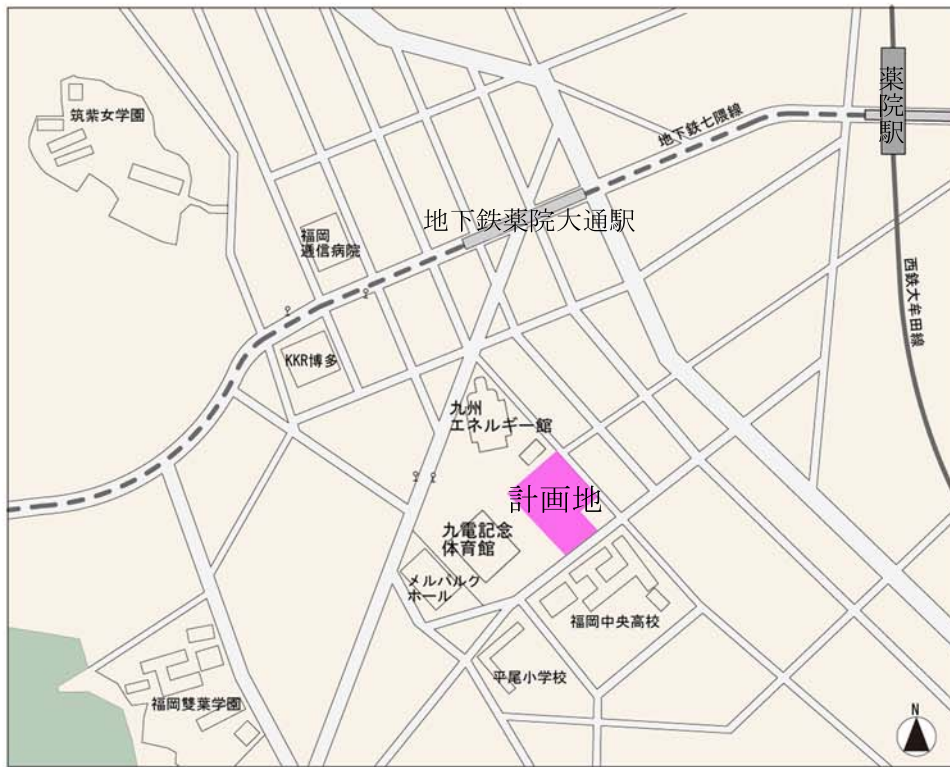 薬院駅
地下鉄七隈線
筑紫女学園
地下鉄薬院大通駅
福岡
逓信病院
西鉄大牟田線
KKR博多
九州
エネルギー館
計画地
九電記念
体育館
メルパルク
ホール
福岡中央高校
平尾小学校
福岡雙葉学園
N